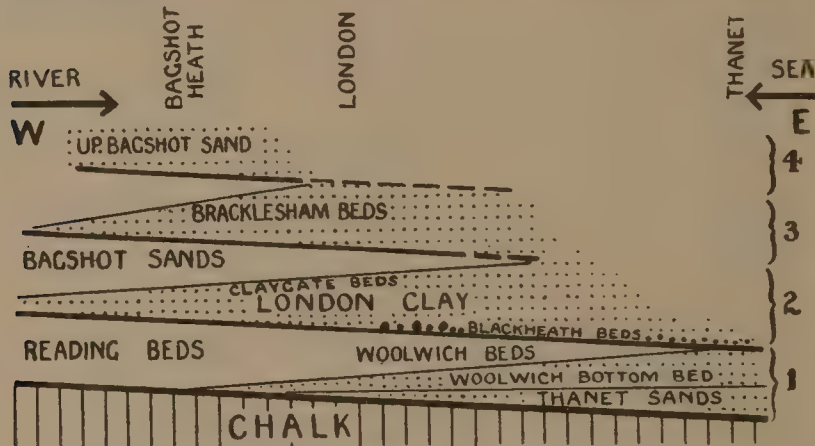 BAGSHOT
HEATH
LONDON
THANET
RIVER
SEA
W
E
UP. BAGSHOT SAND
4
BRACKLESHAM BEDS
3
BAGSHOT SANDS
CLAYGATE BEDS
LONDON CLAY
2
BLACKHEATH BEDS
READING BEDS
WOOLWICH BEDS
WOOLWICH BOTTOM BED
1
THANET SANDS
CHALK